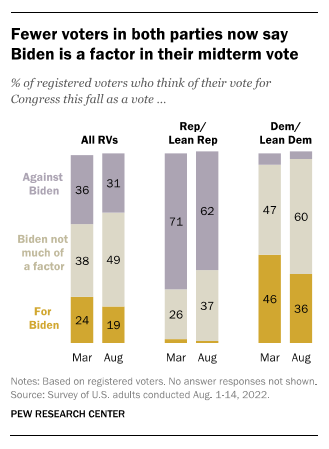 Fewer voters in both parties now say
Biden is a factor in their midterm vote
% of registered voters who think of their vote for
Congress this fall as a vote ...
All RVs
Rep/
Lean Rep
Dem/
Lean Dem
Against
Biden
36
31
71
62
Biden not
much of
a factor
38
49
26
37
47
60
For
Biden
24
19
46
36
Mar
Aug
Mar
Aug
Mar
Aug
Notes: Based on registered voters. No answer responses not shown.
Source: Survey of U.S. adults conducted Aug. 1-14, 2022.
PEW RESEARCH CENTER